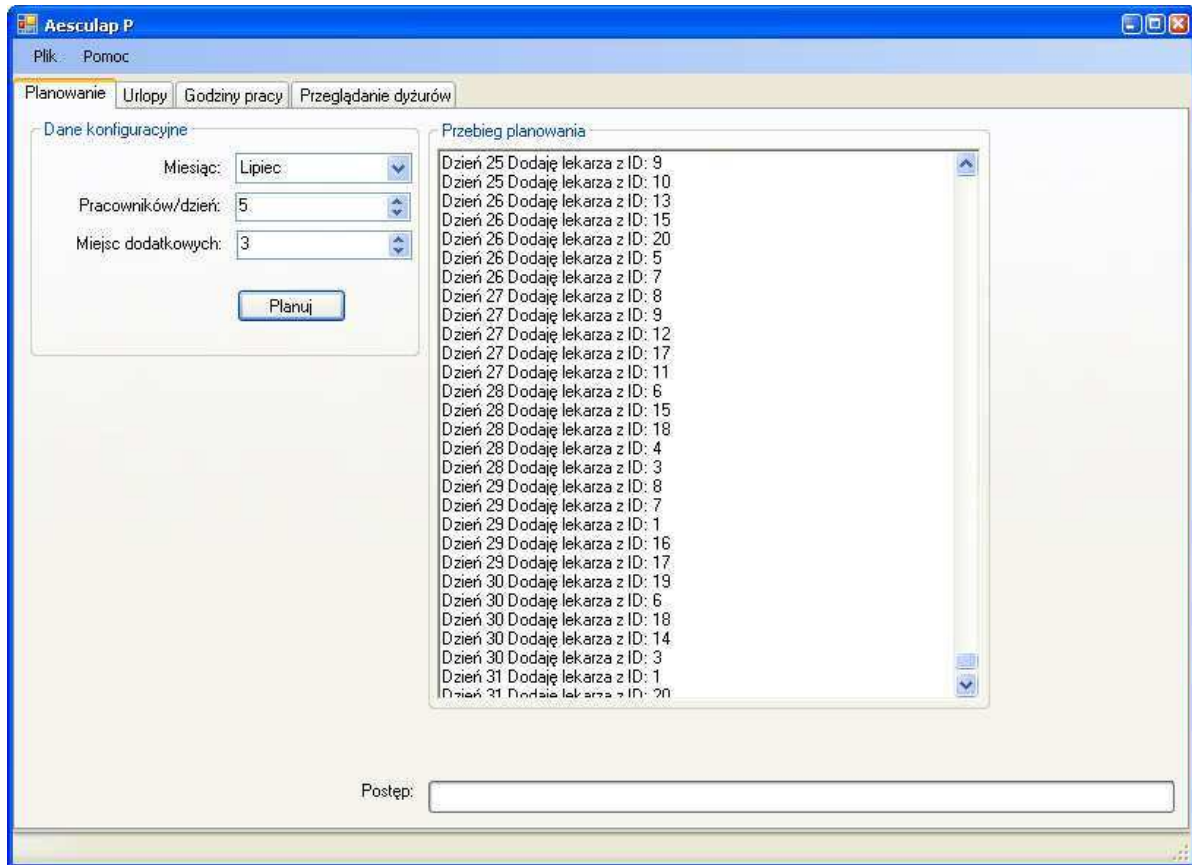 Aesculap P
Plik Pomoc
Planowanie Urlopy Godziny pracy Przeglądanie dyżurów
Dane konfiguracyjne
Miesiąc: Lipiec
Pracowników/dzień: 5
Miejsc dodatkowych: 3
Planuj
Przebieg planowania
Dzień 25 Dodaję lekarza z ID: 9
Dzień 25 Dodaję lekarza z ID: 10
Dzień 26 Dodaję lekarza z ID: 13
Dzień 26 Dodaję lekarza z ID: 15
Dzień 26 Dodaję lekarza z ID: 20
Dzień 26 Dodaję lekarza z ID: 5
Dzień 26 Dodaję lekarza z ID: 7
Dzień 27 Dodaję lekarza z ID: 8
Dzień 27 Dodaję lekarza z ID: 9
Dzień 27 Dodaję lekarza z ID: 12
Dzień 27 Dodaję lekarza z ID: 17
Dzień 27 Dodaję lekarza z ID: 11
Dzień 28 Dodaję lekarza z ID: 6
Dzień 28 Dodaję lekarza z ID: 15
Dzień 28 Dodaję lekarza z ID: 18
Dzień 28 Dodaję lekarza z ID: 4
Dzień 28 Dodaję lekarza z ID: 3
Dzień 29 Dodaję lekarza z ID: 8
Dzień 29 Dodaję lekarza z ID: 7
Dzień 29 Dodaję lekarza z ID: 1
Dzień 29 Dodaję lekarza z ID: 16
Dzień 29 Dodaję lekarza z ID: 17
Dzień 30 Dodaję lekarza z ID: 19
Dzień 30 Dodaję lekarza z ID: 6
Dzień 30 Dodaję lekarza z ID: 18
Dzień 30 Dodaję lekarza z ID: 14
Dzień 30 Dodaję lekarza z ID: 3
Dzień 31 Dodaję lekarza z ID: 1
Dzień 31 Dodaję lekarza z ID: 20
Postęp: